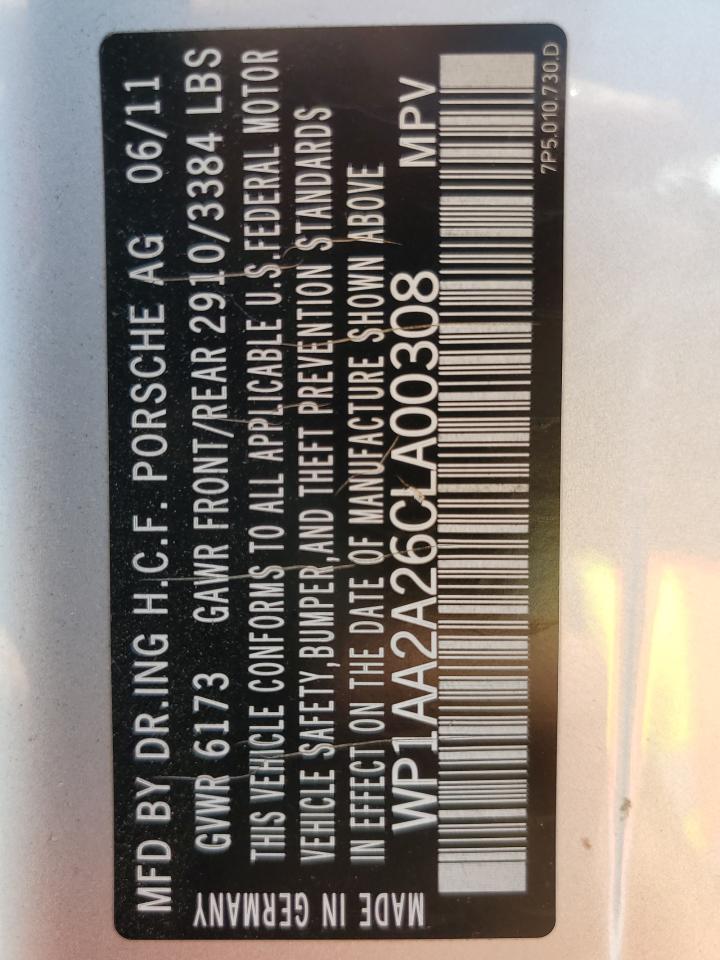 MFD BY DR.ING H.C.F. PORSCHE AG 06/11
GVWR 6173 GAWR FRONT/REAR 2910/3384 LBS
THIS VEHICLE CONFORMS TO ALL APPLICABLE U.S.FEDERAL MOTOR
VEHICLE SAFETY,BUMPER,AND THEFT PREVENTION STANDARDS
IN EFFECT ON THE DATE OF MANUFACTURE SHOWN ABOVE
WP1AA2A26CLA00308 MPV
MADE IN GERMANY
7P5.010.730.D